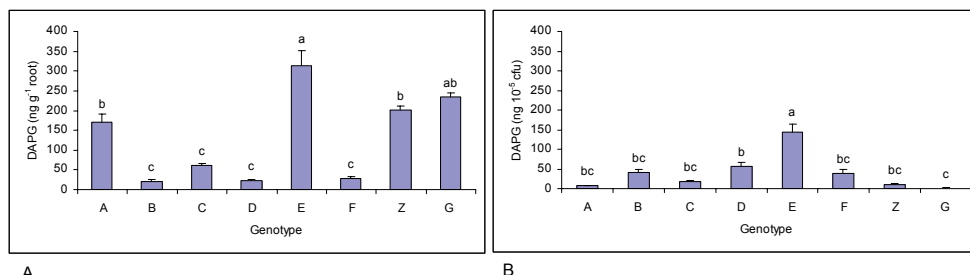 400
350
300
250
200
150
100
50
0
DAPG (ng g⁻¹ root)
b c c c a c b ab
A B C D E F Z G
Genotype
A
400
350
300
250
200
150
100
50
0
DAPG (ng 10⁻⁵ cfu)
bc bc bc b a bc bc c
A B C D E F Z G
Genotype
B